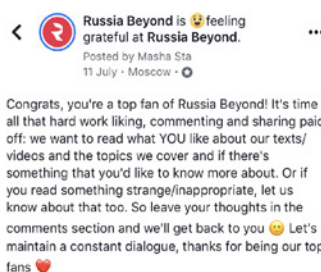 Russia Beyond is 😯 feeling
grateful at Russia Beyond.
Posted by Masha Sta
11 July · Moscow ·
Congrats, you're a top fan of Russia Beyond! It's time
all that hard work liking, commenting and sharing paid
off: we want to read what YOU like about our texts/
videos and the topics we cover and if there's
something that you'd like to know more about. Or if
you read something strange/inappropriate, let us
know about that too. So leave your thoughts in the
comments section and we'll get back to you 🙂 Let's
maintain a constant dialogue, thanks for being our top
fans ❤️